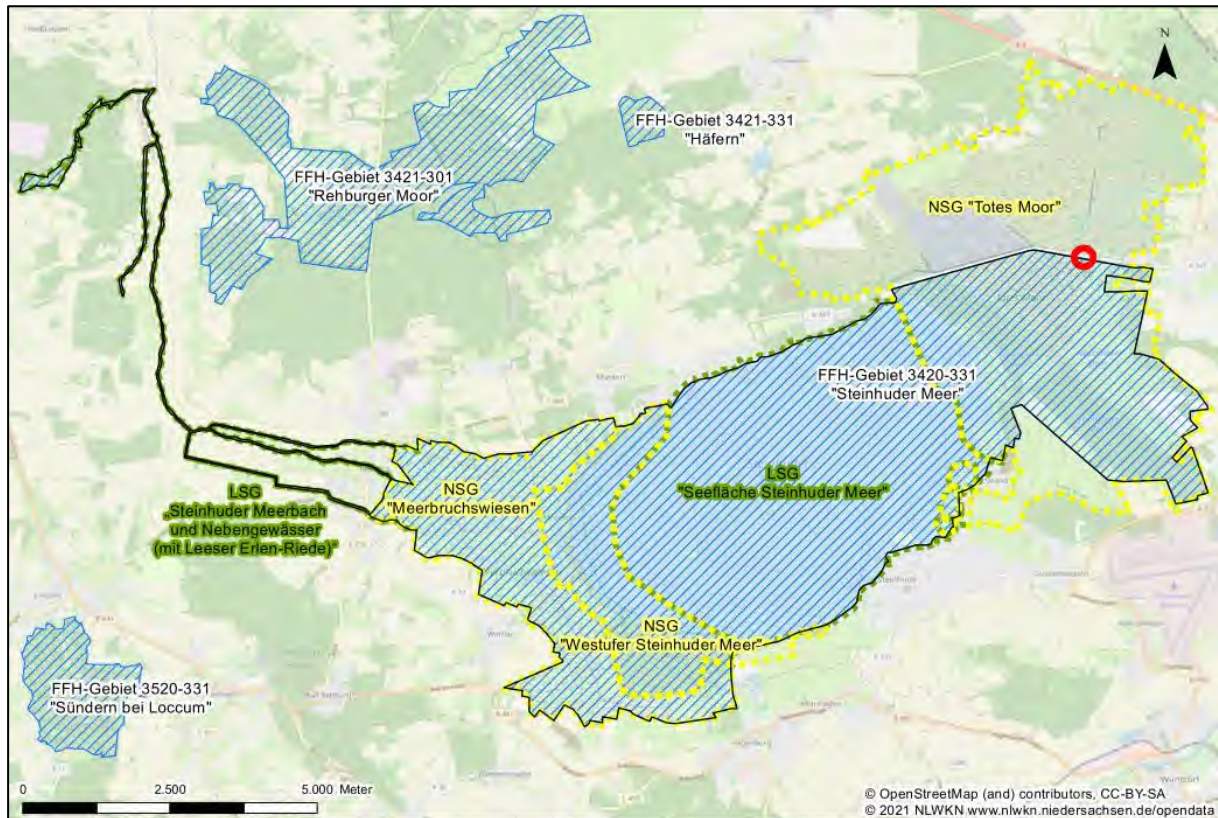 N
FFH-Gebiet 3421-331
"Häfern"
FFH-Gebiet 3421-301
"Rehburger Moor"
NSG "Totes Moor"
FFH-Gebiet 3420-331
"Steinhuder Meer"
LSG
"Seefläche Steinhuder Meer"
NSG
"Meerbruchswiesen"
LSG
„Steinhuder Meerbach
und Nebengewässer
(mit Leeser Erlen-Riede)"
NSG
"Westufer Steinhuder Meer"
FFH-Gebiet 3520-331
"Sündern bei Loccum"
0 2.500 5.000 Meter
© OpenStreetMap (and) contributors, CC-BY-SA
© 2021 NLWKN www.nlwkn.niedersachsen.de/opendata